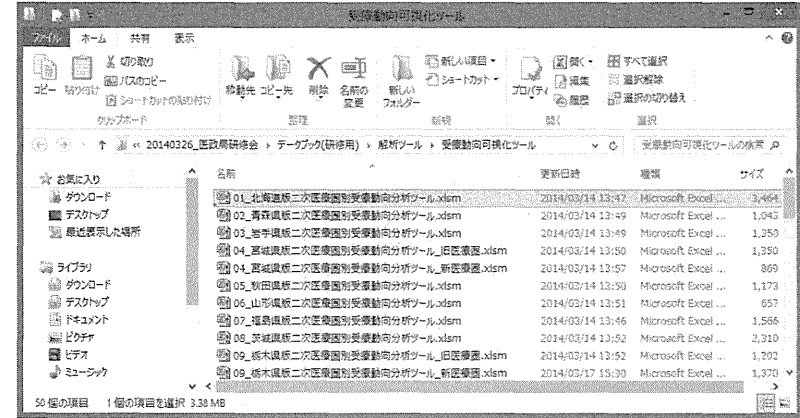 受療動向可視化ツール
ファイル ホーム 共有 表示
コピー 貼り付け 切り取り パスのコピー ショートカットの貼り付け
クリップボード
移動先 コピー先 削除 名前の変更
整理
新しいフォルダー 新しい項目 ショートカット
新規
プロパティ 開く 編集 履歴
開く
すべて選択 選択解除 選択の切り替え
選択
« 20140326_医政局研修会 › データブック(研修用) › 解析ツール › 受療動向可視化ツール
受療動向可視化ツールの検索
名前 更新日時 種類 サイズ
お気に入り
ダウンロード
デスクトップ
最近表示した場所
ライブラリ
ダウンロード
デスクトップ
ドキュメント
ピクチャ
ビデオ
ミュージック
01_北海道版二次医療圏別受療動向分析ツール.xlsm 2014/03/14 13:47 Microsoft Excel ... 3,464
02_青森県版二次医療圏別受療動向分析ツール.xlsm 2014/03/14 13:49 Microsoft Excel ... 1,043
03_岩手県版二次医療圏別受療動向分析ツール.xlsm 2014/03/14 13:49 Microsoft Excel ... 1,350
04_宮城県版二次医療圏別受療動向分析ツール_旧医療圏.xlsm 2014/03/14 13:50 Microsoft Excel ... 1,350
04_宮城県版二次医療圏別受療動向分析ツール_新医療圏.xlsm 2014/03/14 13:57 Microsoft Excel ... 869
05_秋田県版二次医療圏別受療動向分析ツール.xlsm 2014/03/14 13:50 Microsoft Excel ... 1,173
06_山形県版二次医療圏別受療動向分析ツール.xlsm 2014/03/14 13:51 Microsoft Excel ... 657
07_福島県版二次医療圏別受療動向分析ツール.xlsm 2014/03/14 13:46 Microsoft Excel ... 1,566
08_茨城県版二次医療圏別受療動向分析ツール.xlsm 2014/03/14 13:52 Microsoft Excel ... 2,310
09_栃木県版二次医療圏別受療動向分析ツール_旧医療圏.xlsm 2014/03/14 13:52 Microsoft Excel ... 1,202
09_栃木県版二次医療圏別受療動向分析ツール_新医療圏.xlsm 2014/03/17 15:30 Microsoft Excel ... 1,370
50 個の項目 1 個の項目を選択 3.38 MB